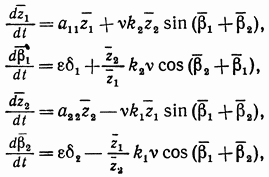 dz̄₁/dt = a₁₁z̄₁ + νk₂z̄₂ sin (β̄₁ + β̄₂),
dβ̄₁/dt = εδ₁ + z̄₂/z̄₁ k₂ν cos (β̄₂ + β̄₁),
dz̄₂/dt = a₂₂z̄₂ − νk₁z̄₁ sin (β̄₁ + β̄₂),
dβ̄₂/dt = εδ₂ − z̄₁/z̄₂ k₁ν cos (β̄₁ + β̄₂),